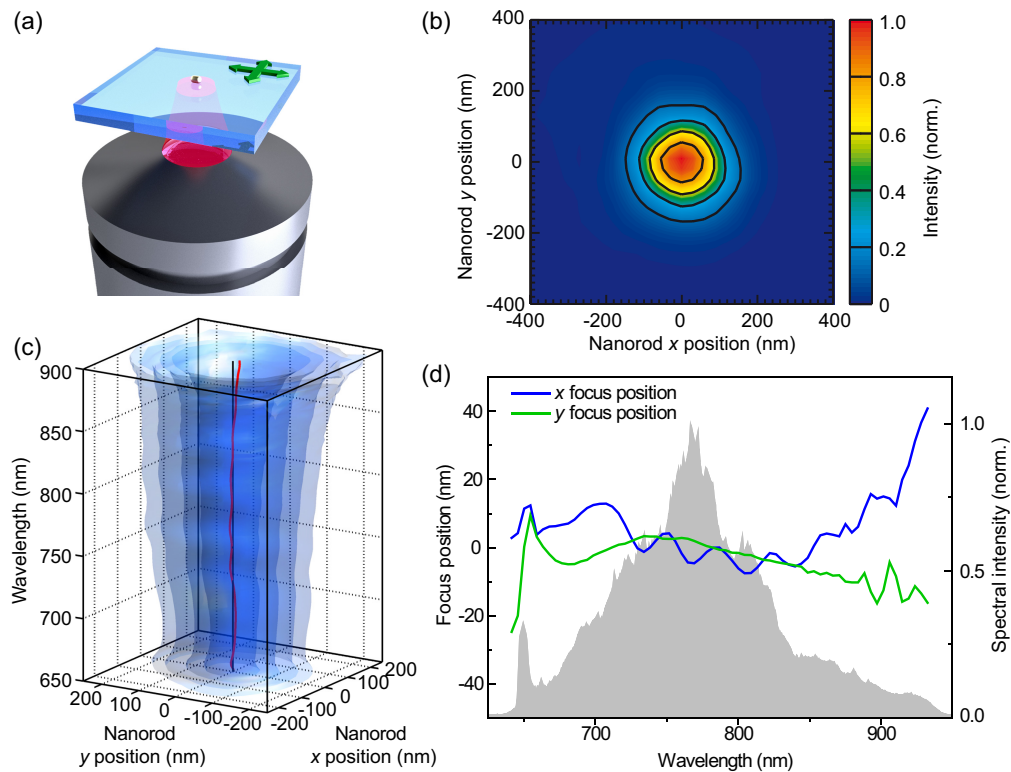 (a)
(b)
400
200
0
-200
-400
-400
-200
0
200
400
Nanorod y position (nm)
Nanorod x position (nm)
1.0
0.8
0.6
0.4
0.2
0
Intensity (norm.)
(c)
900
850
800
750
700
650
Wavelength (nm)
200
100
0
-100
-200
Nanorod
y position (nm)
-200
-100
0
100
200
Nanorod
x position (nm)
(d)
x focus position
y focus position
40
20
0
-20
-40
Focus position (nm)
700
800
900
Wavelength (nm)
1.0
0.5
0.0
Spectral intensity (norm.)